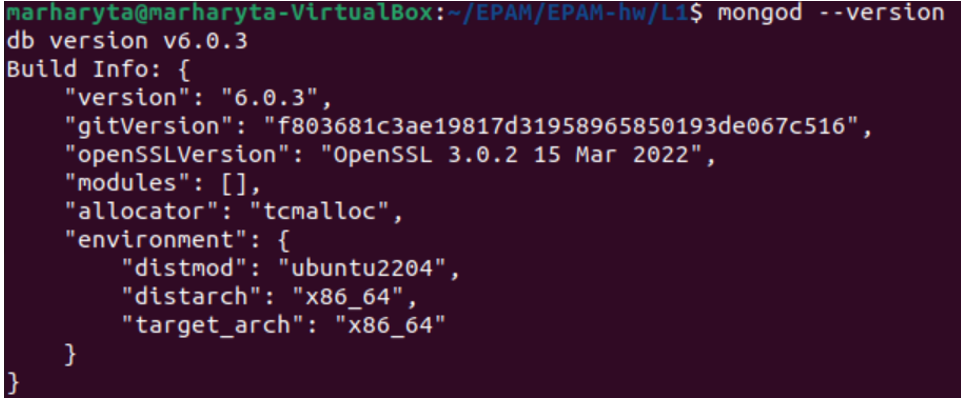 marharyta@marharyta-VirtualBox:~/EPAM/EPAM-hw/L1$ mongod --version
db version v6.0.3
Build Info: {
    "version": "6.0.3",
    "gitVersion": "f803681c3ae19817d31958965850193de067c516",
    "openSSLVersion": "OpenSSL 3.0.2 15 Mar 2022",
    "modules": [],
    "allocator": "tcmalloc",
    "environment": {
        "distmod": "ubuntu2204",
        "distarch": "x86_64",
        "target_arch": "x86_64"
    }
}